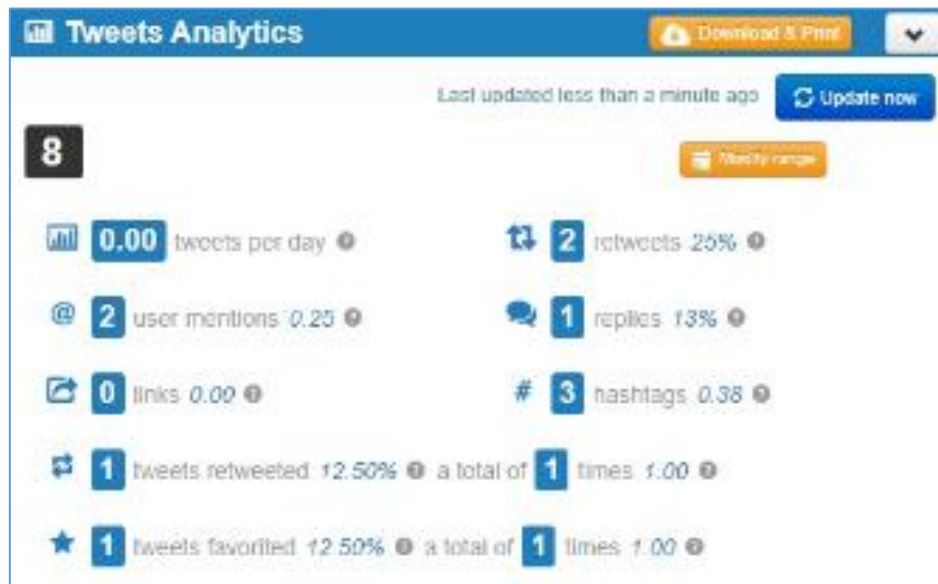 Tweets Analytics Download & Print
Last updated less than a minute ago Update now
8 Modify range
0.00 tweets per day 2 retweets 25%
@ 2 user mentions 0.25 1 replies 13%
0 links 0.00 # 3 hashtags 0.38
1 tweets retweeted 12.50% a total of 1 times 1.00
1 tweets favorited 12.50% a total of 1 times 1.00